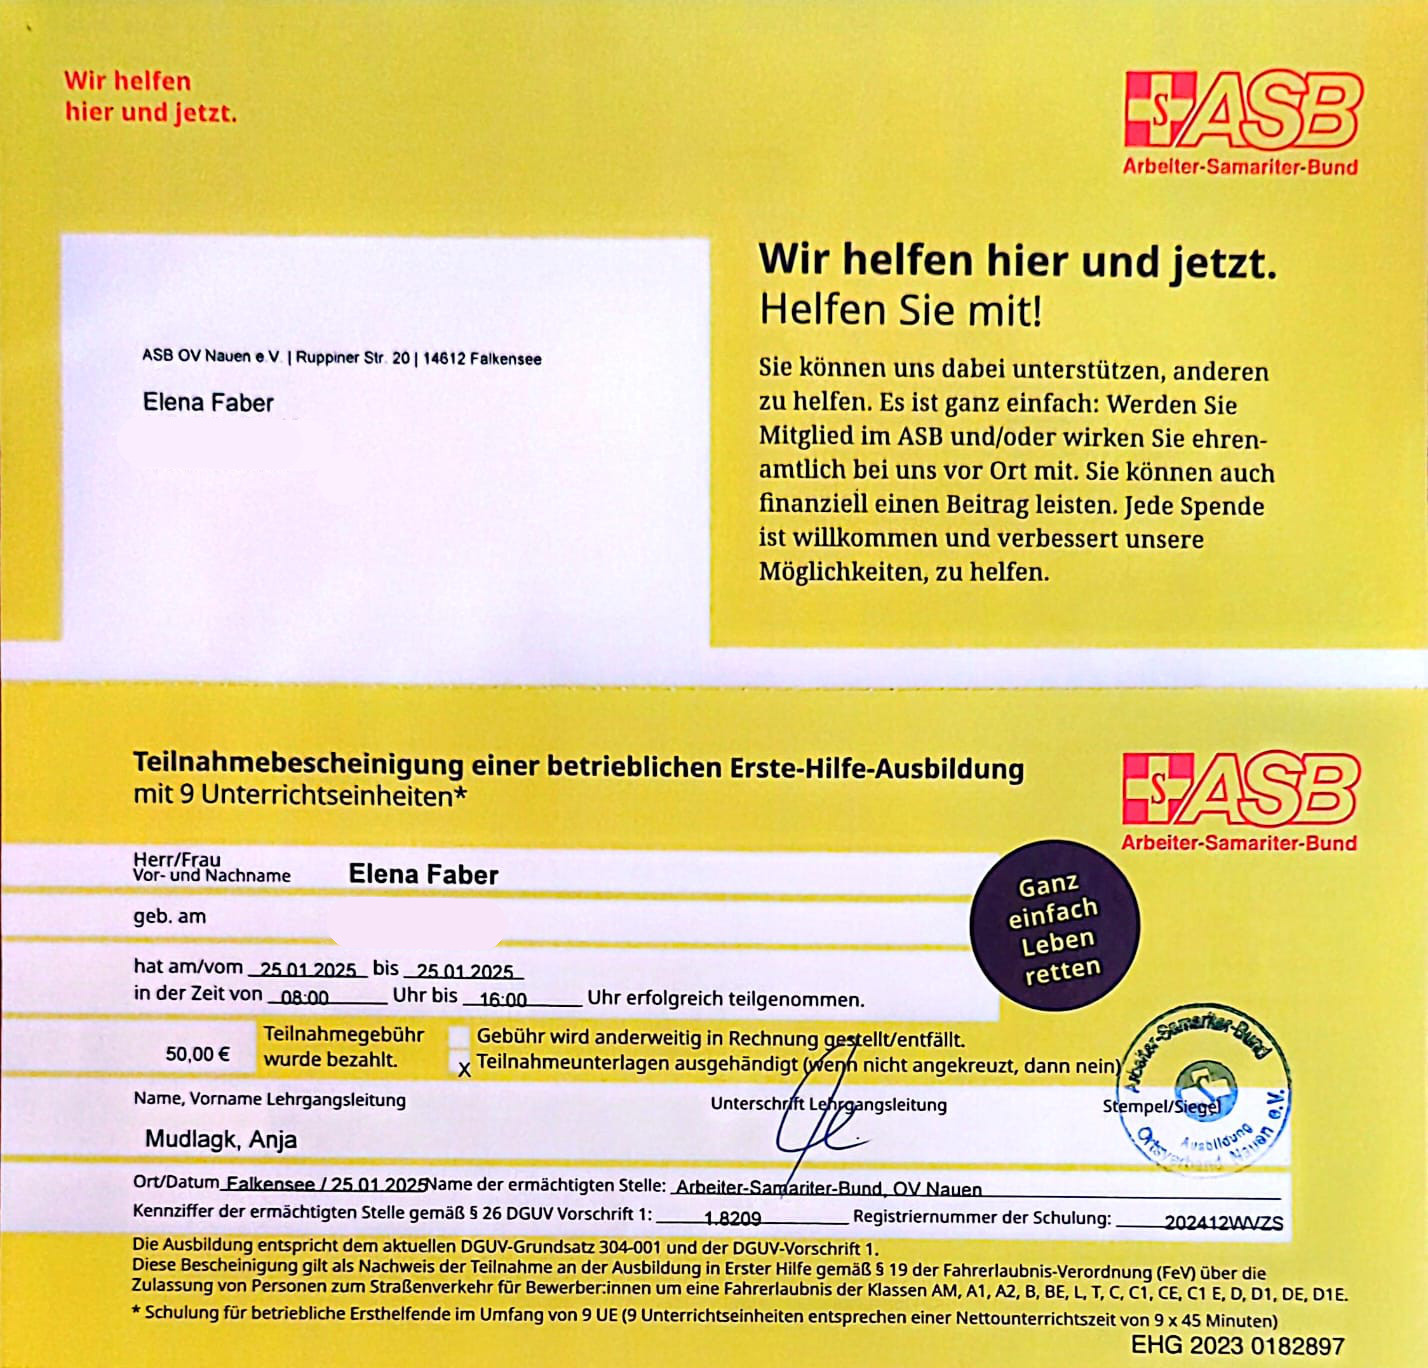 Wir helfen
hier und jetzt.
S ASB
Arbeiter-Samariter-Bund
Wir helfen hier und jetzt.
Helfen Sie mit!
Sie können uns dabei unterstützen, anderen
zu helfen. Es ist ganz einfach: Werden Sie
Mitglied im ASB und/oder wirken Sie ehren-
amtlich bei uns vor Ort mit. Sie können auch
finanziell einen Beitrag leisten. Jede Spende
ist willkommen und verbessert unsere
Möglichkeiten, zu helfen.
ASB OV Nauen e.V. | Ruppiner Str. 20 | 14612 Falkensee
Elena Faber
Teilnahmebescheinigung einer betrieblichen Erste-Hilfe-Ausbildung
mit 9 Unterrichtseinheiten*
S ASB
Arbeiter-Samariter-Bund
Herr/Frau
Vor- und Nachname Elena Faber
geb. am
Ganz
einfach
Leben
retten
hat am/vom 25.01.2025 bis 25.01.2025
in der Zeit von 08:00 Uhr bis 16:00 Uhr erfolgreich teilgenommen.
50,00 € Teilnahmegebühr
wurde bezahlt.
Gebühr wird anderweitig in Rechnung gestellt/entfällt.
x Teilnahmeunterlagen ausgehändigt (wenn nicht angekreuzt, dann nein)
Name, Vorname Lehrgangsleitung Unterschrift Lehrgangsleitung Stempel/Siegel
Mudlagk, Anja
Arbeiter-Samariter-Bund
Ausbildung
Ortsverband Nauen e.V.
Ort/Datum Falkensee / 25.01.2025 Name der ermächtigten Stelle: Arbeiter-Samariter-Bund, OV Nauen
Kennziffer der ermächtigten Stelle gemäß § 26 DGUV Vorschrift 1: 1.8209 Registriernummer der Schulung: 202412WVZS
Die Ausbildung entspricht dem aktuellen DGUV-Grundsatz 304-001 und der DGUV-Vorschrift 1.
Diese Bescheinigung gilt als Nachweis der Teilnahme an der Ausbildung in Erster Hilfe gemäß § 19 der Fahrerlaubnis-Verordnung (FeV) über die
Zulassung von Personen zum Straßenverkehr für Bewerber:innen um eine Fahrerlaubnis der Klassen AM, A1, A2, B, BE, L, T, C, C1, CE, C1 E, D, D1, DE, D1E.
* Schulung für betriebliche Ersthelfende im Umfang von 9 UE (9 Unterrichtseinheiten entsprechen einer Nettounterrichtszeit von 9 x 45 Minuten)
EHG 2023 0182897